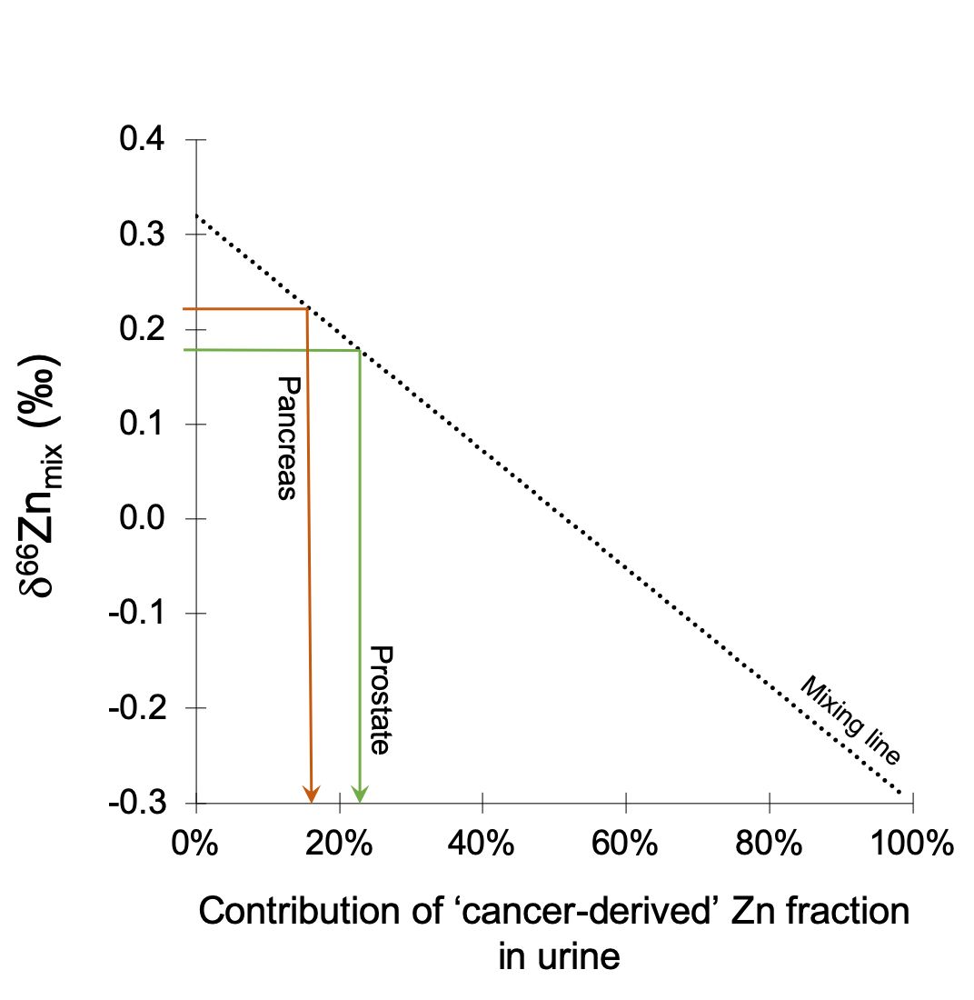 0.4
0.3
0.2
0.1
0.0
-0.1
-0.2
-0.3
δ⁶⁶Znₘᵢₓ (‰)
Pancreas
Prostate
Mixing line
0% 20% 40% 60% 80% 100%
Contribution of ‘cancer-derived’ Zn fraction
in urine